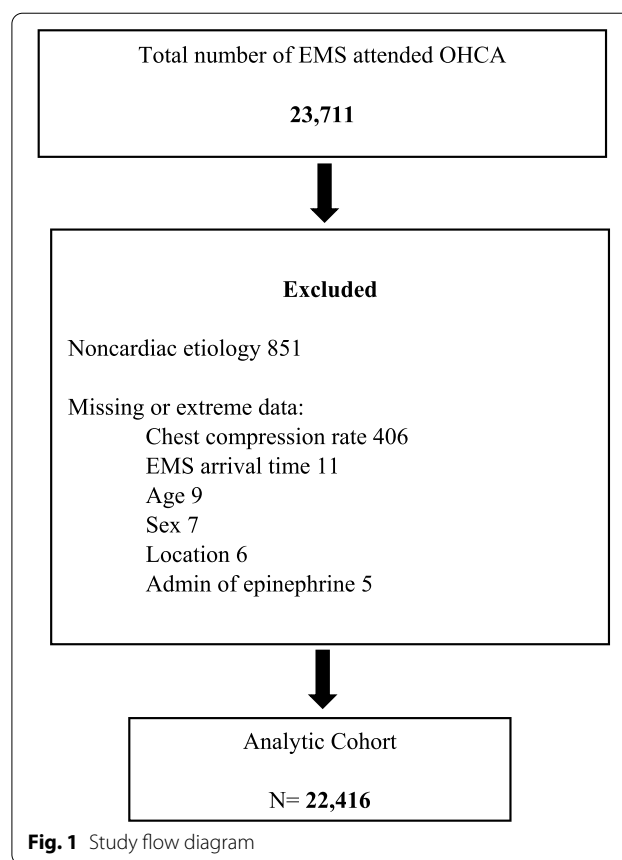 Total number of EMS attended OHCA
23,711
Excluded
Noncardiac etiology 851
Missing or extreme data:
Chest compression rate 406
EMS arrival time 11
Age 9
Sex 7
Location 6
Admin of epinephrine 5
Analytic Cohort
N= 22,416
Fig. 1 Study flow diagram